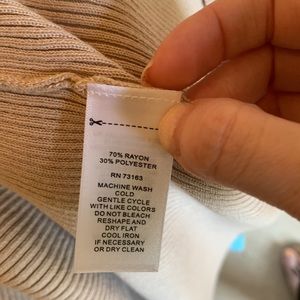 70% RAYON
30% POLYESTER
RN 73163
MACHINE WASH
COLD
GENTLE CYCLE
WITH LIKE COLORS
DO NOT BLEACH
RESHAPE AND
DRY FLAT
COOL IRON
IF NECESSARY
OR DRY CLEAN